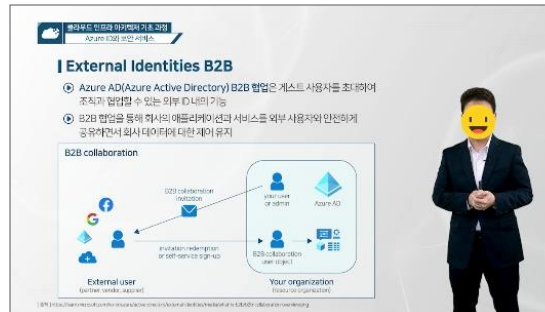 클라우드 인프라 아키텍처 기초 과정
Azure ID와 보안 서비스
External Identities B2B
Azure AD(Azure Active Directory) B2B 협업은 게스트 사용자를 초대하여
조직과 협업할 수 있는 외부 ID 내의 기능
B2B 협업을 통해 회사의 애플리케이션과 서비스를 외부 사용자와 안전하게
공유하면서 회사 데이터에 대한 제어 유지
B2B collaboration
B2B collaboration
invitation
your user
or admin
Azure AD
invitation redemption
or self-service sign-up
B2B collaboration
user object
External user
(partner, vendor, supplier)
Your organization
(resource organization)